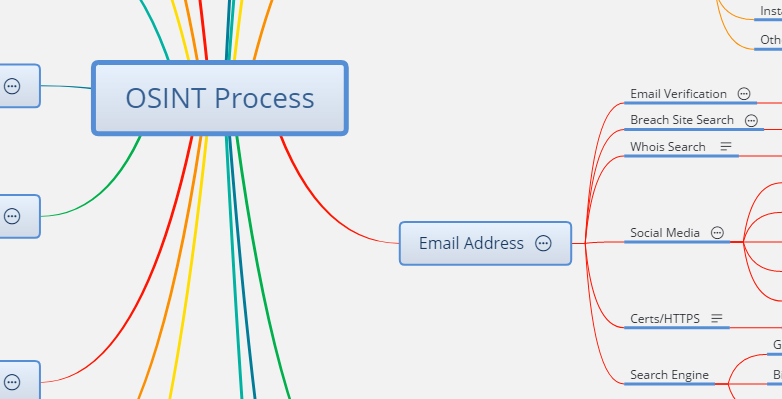 OSINT Process
Email Address
Email Verification
Breach Site Search
Whois Search
Social Media
Certs/HTTPS
Search Engine